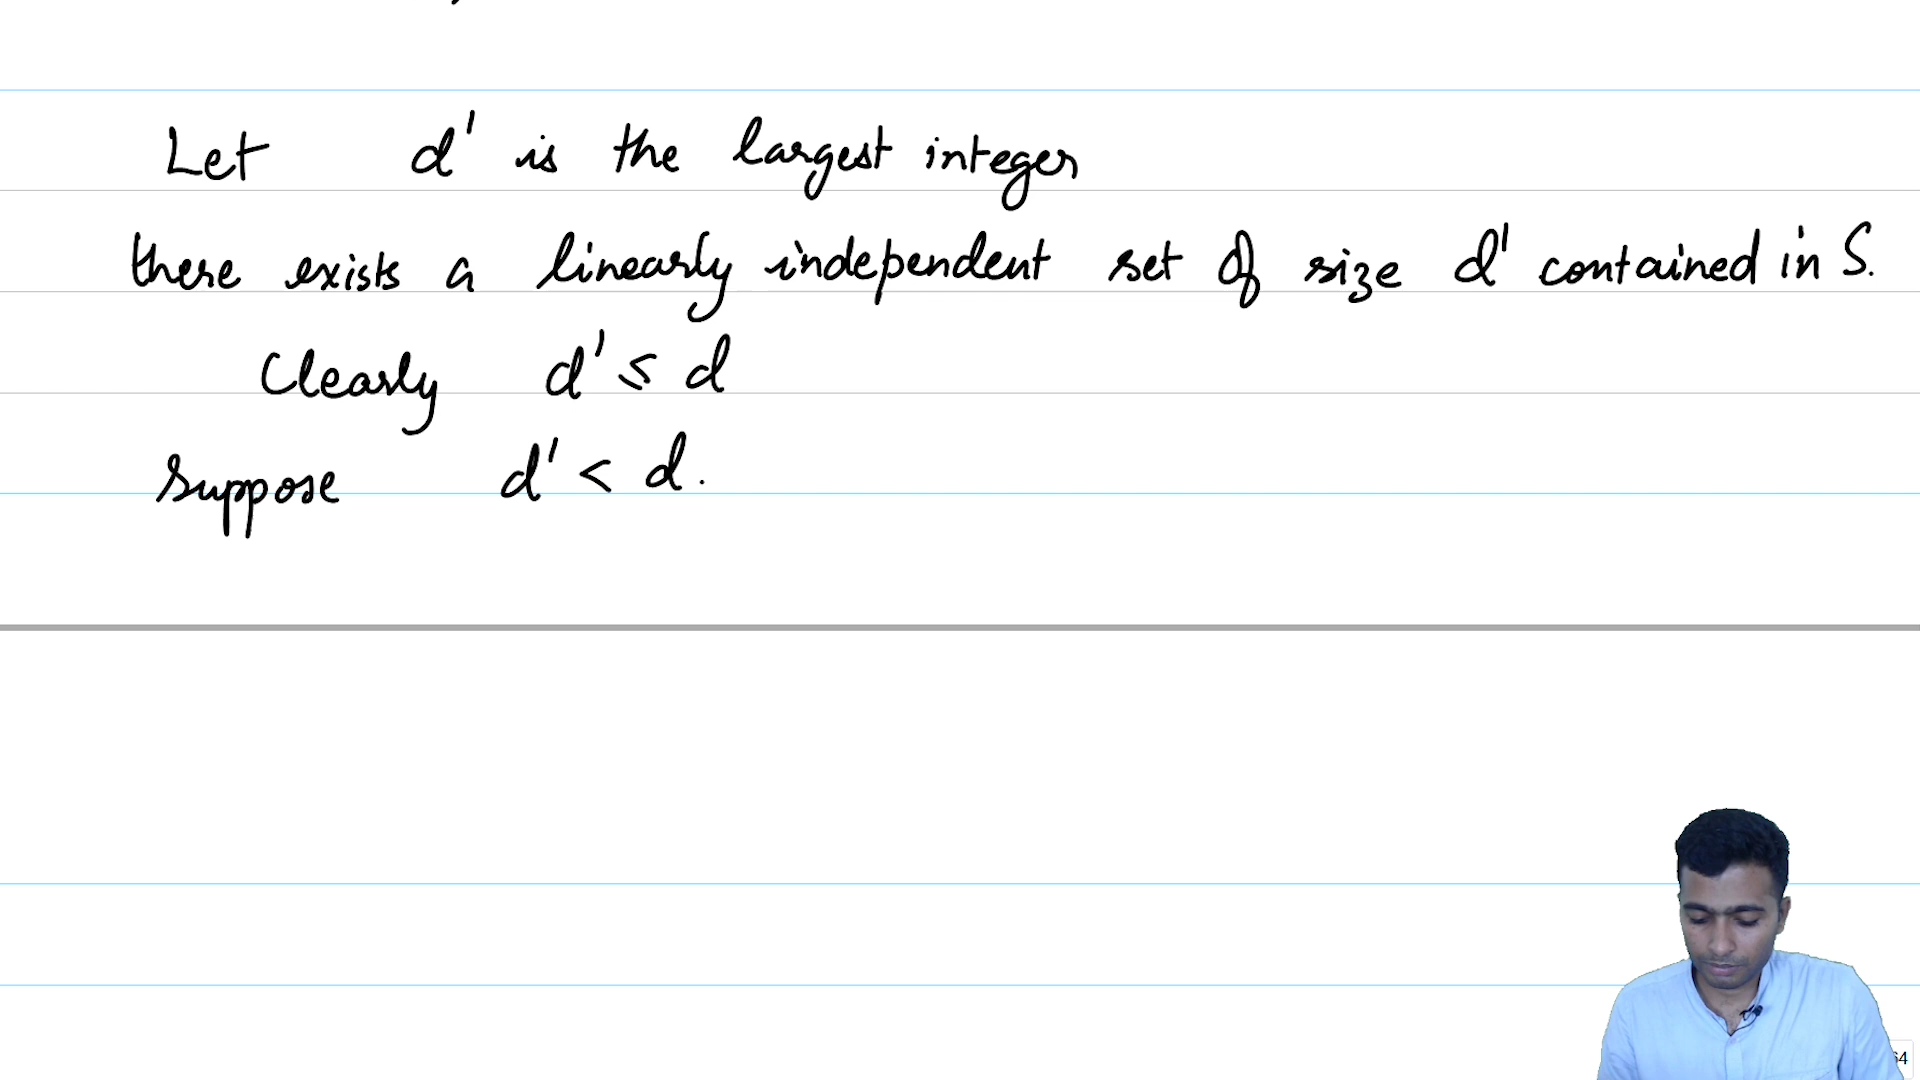 Let d' is the largest integer
there exists a linearly independent set of size d' contained in S.
Clearly d' ≤ d
Suppose d' < d.